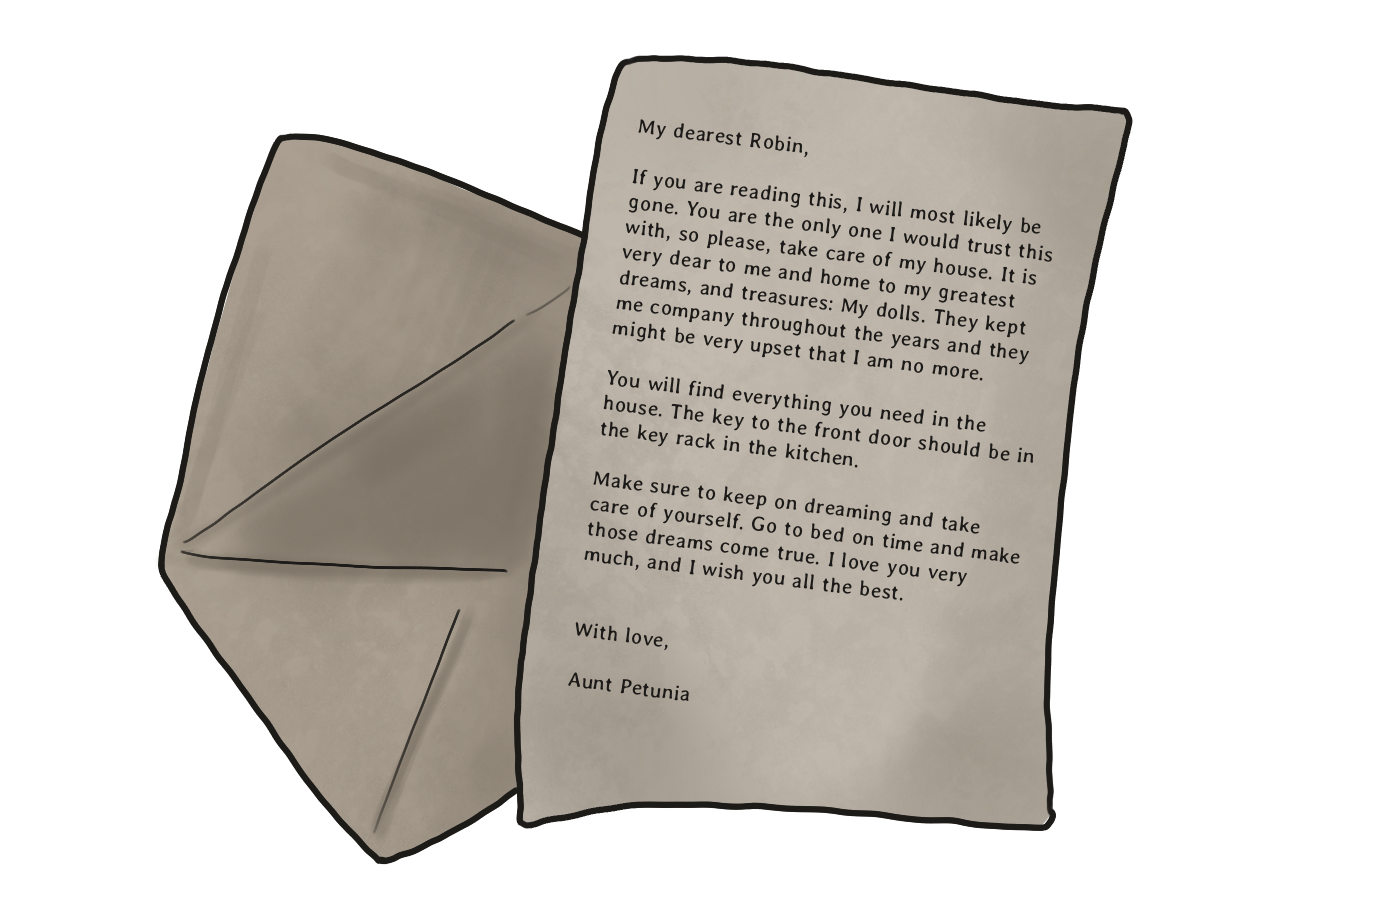 My dearest Robin,
If you are reading this, I will most likely be
gone. You are the only one I would trust this
with, so please, take care of my house. It is
very dear to me and home to my greatest
dreams, and treasures: My dolls. They kept
me company throughout the years and they
might be very upset that I am no more.
You will find everything you need in the
house. The key to the front door should be in
the key rack in the kitchen.
Make sure to keep on dreaming and take
care of yourself. Go to bed on time and make
those dreams come true. I love you very
much, and I wish you all the best.
With love,
Aunt Petunia